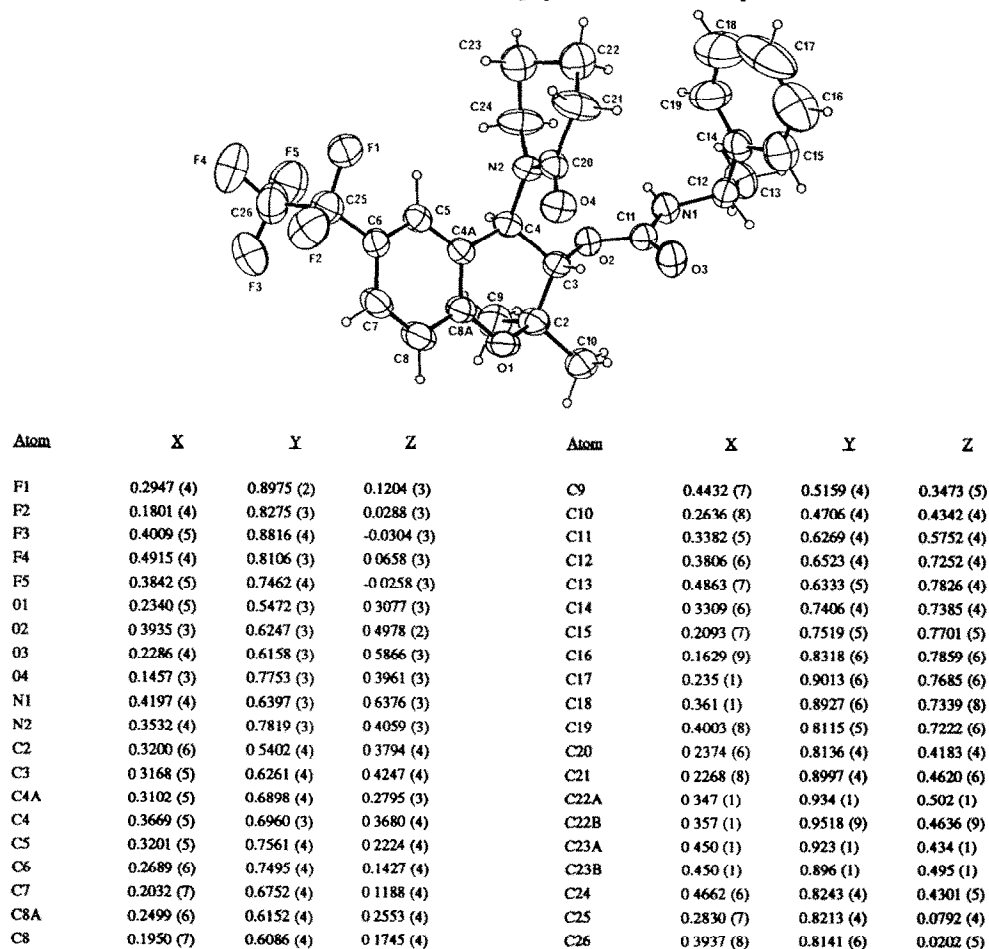 C18
C17
C23
C22
C16
C19
C21
C24
C14
C15
F1
F5
F4
N2
C20
C12
C13
C25
C26
C5
O4
N1
C6
C11
C4
C4A
O2
F2
O3
C3
F3
C9
C2
C7
C8A
C10
C8
O1
Atom X Y Z Atom X Y Z
F1 0.2947 (4) 0.8975 (2) 0.1204 (3) C9 0.4432 (7) 0.5159 (4) 0.3473 (5)
F2 0.1801 (4) 0.8275 (3) 0.0288 (3) C10 0.2636 (8) 0.4706 (4) 0.4342 (4)
F3 0.4009 (5) 0.8816 (4) -0.0304 (3) C11 0.3382 (5) 0.6269 (4) 0.5752 (4)
F4 0.4915 (4) 0.8106 (3) 0 0658 (3) C12 0.3806 (6) 0.6523 (4) 0.7252 (4)
F5 0.3842 (5) 0.7462 (4) -0 0258 (3) C13 0.4863 (7) 0.6333 (5) 0.7826 (4)
01 0.2340 (5) 0.5472 (3) 0 3077 (3) C14 0 3309 (6) 0.7406 (4) 0.7385 (4)
02 0 3935 (3) 0.6247 (3) 0 4978 (2) C15 0.2093 (7) 0.7519 (5) 0.7701 (5)
03 0.2286 (4) 0.6158 (3) 0 5866 (3) C16 0.1629 (9) 0.8318 (6) 0.7859 (6)
04 0.1457 (3) 0.7753 (3) 0.3961 (3) C17 0.235 (1) 0.9013 (6) 0.7685 (6)
N1 0.4197 (4) 0.6397 (3) 0 6376 (3) C18 0.361 (1) 0.8927 (6) 0.7339 (8)
N2 0.3532 (4) 0.7819 (3) 0 4059 (3) C19 0.4003 (8) 0 8115 (5) 0.7222 (6)
C2 0.3200 (6) 0.5402 (4) 0 3794 (4) C20 0 2374 (6) 0.8136 (4) 0.4183 (4)
C3 0 3168 (5) 0.6261 (4) 0 4247 (4) C21 0 2268 (8) 0.8997 (4) 0.4620 (6)
C4A 0.3102 (5) 0.6898 (4) 0.2795 (3) C22A 0 347 (1) 0.934 (1) 0.502 (1)
C4 0.3669 (5) 0.6960 (3) 0.3680 (4) C22B 0 357 (1) 0.9518 (9) 0.4636 (9)
C5 0.3201 (5) 0.7561 (4) 0 2224 (4) C23A 0 450 (1) 0.923 (1) 0.434 (1)
C6 0.2689 (6) 0.7495 (4) 0.1427 (4) C23B 0 450 (1) 0.896 (1) 0.495 (1)
C7 0.2032 (7) 0.6752 (4) 0.1188 (4) C24 0 4662 (6) 0.8243 (4) 0.4301 (5)
C8A 0.2499 (6) 0.6152 (4) 0 2553 (4) C25 0 2830 (7) 0.8213 (4) 0.0792 (4)
C8 0.1950 (7) 0.6086 (4) 0 1745 (4) C26 0 3937 (8) 0.8141 (6) 0.0202 (5)